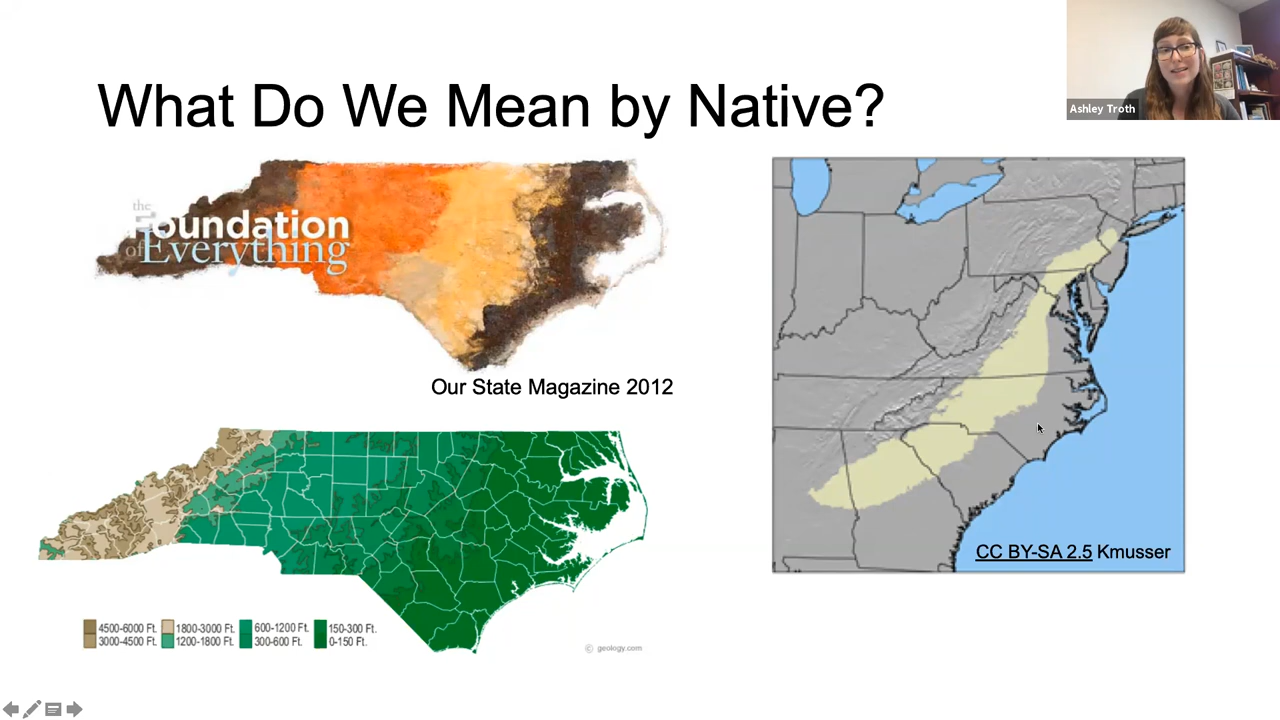 What Do We Mean by Native?
Ashley Troth
the
Foundation
of Everything
Our State Magazine 2012
4500-6000 Ft. 1800-3000 Ft. 600-1200 Ft. 150-300 Ft.
3000-4500 Ft. 1200-1800 Ft. 300-600 Ft. 0-150 Ft.
© geology.com
CC BY-SA 2.5 Kmusser